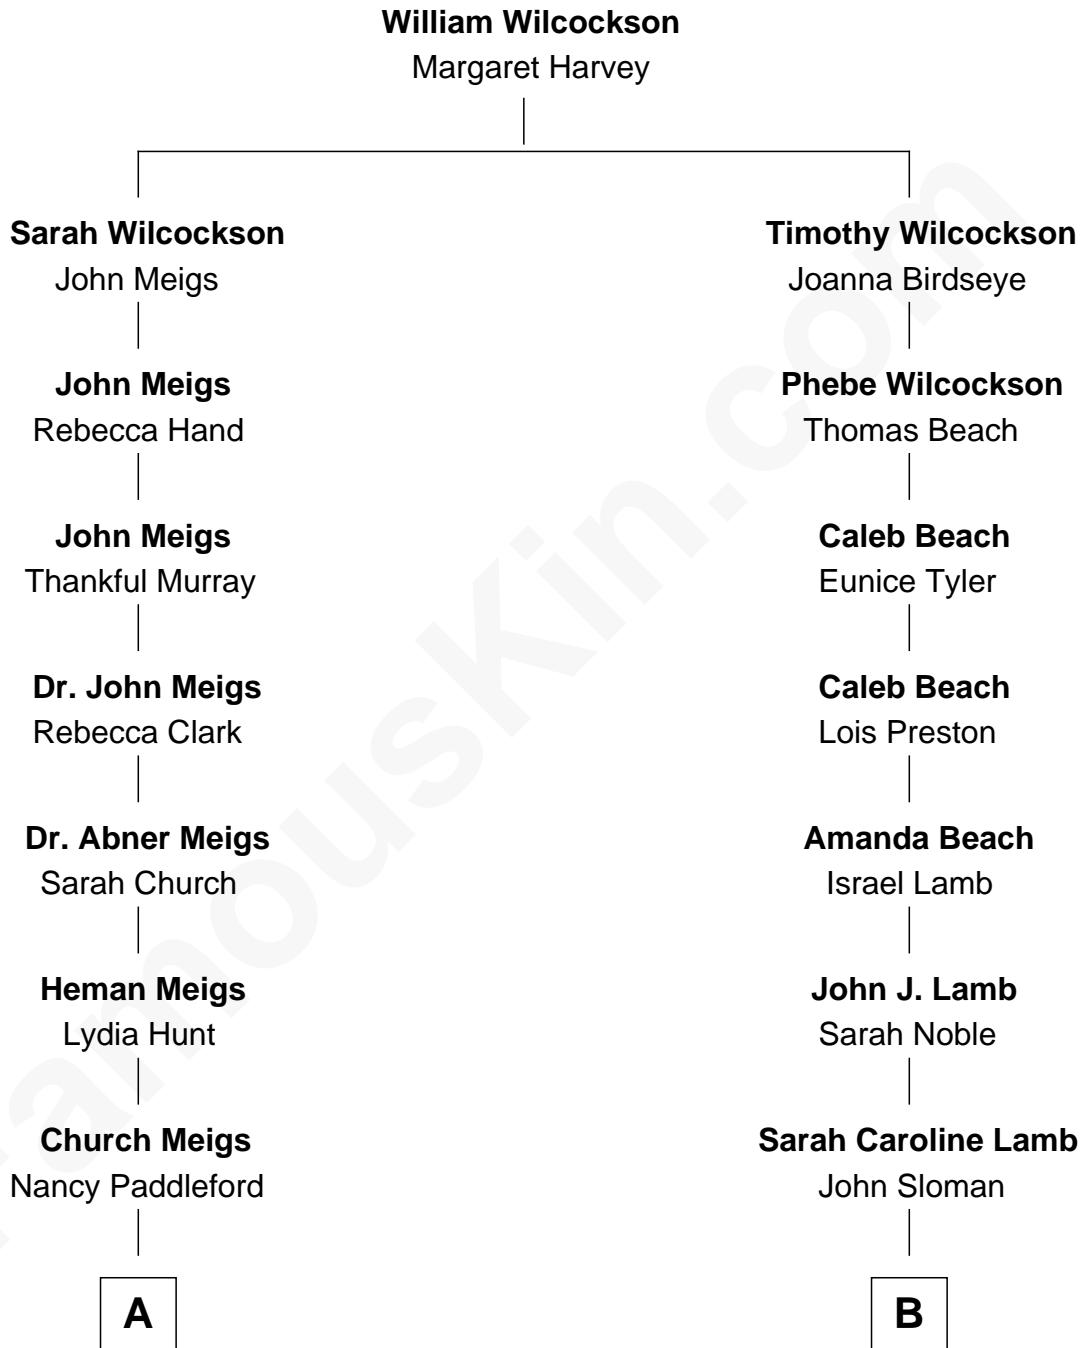 William Wilcockson
Margaret Harvey
Sarah Wilcockson
John Meigs
John Meigs
Rebecca Hand
John Meigs
Thankful Murray
Dr. John Meigs
Rebecca Clark
Dr. Abner Meigs
Sarah Church
Heman Meigs
Lydia Hunt
Church Meigs
Nancy Paddleford
A
Timothy Wilcockson
Joanna Birdseye
Phebe Wilcockson
Thomas Beach
Caleb Beach
Eunice Tyler
Caleb Beach
Lois Preston
Amanda Beach
Israel Lamb
John J. Lamb
Sarah Noble
Sarah Caroline Lamb
John Sloman
B
FamousKin.com